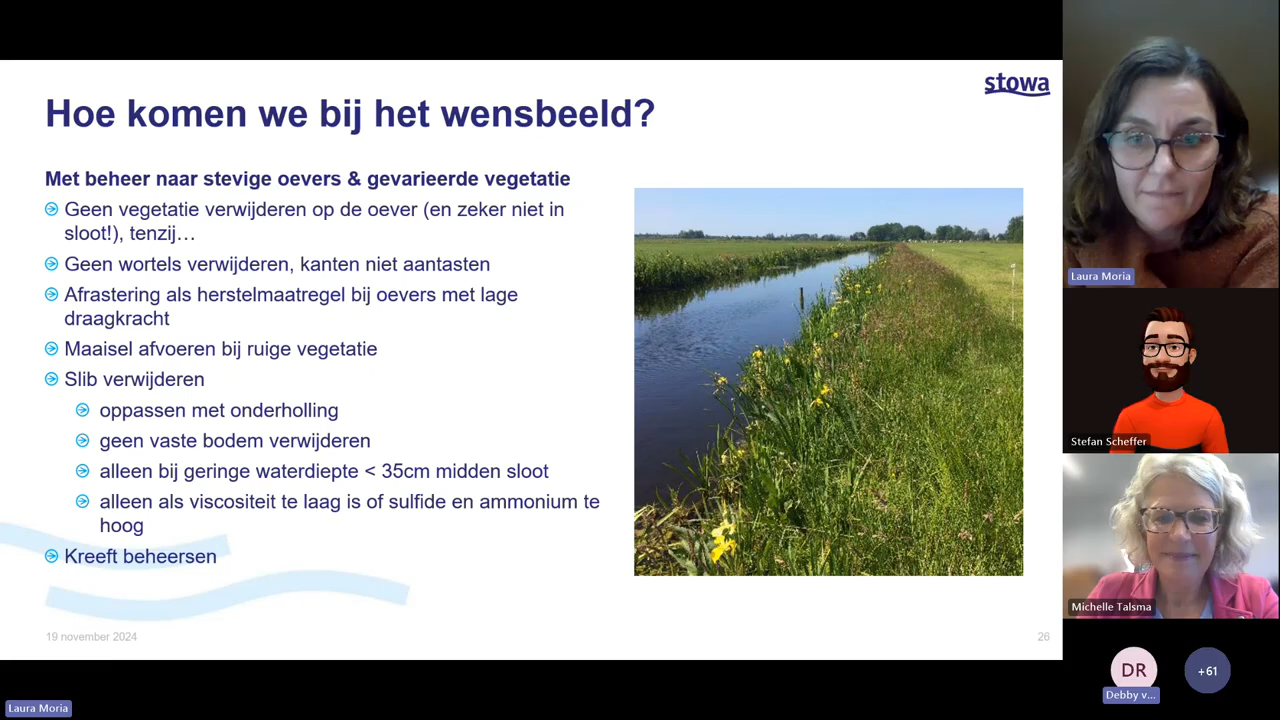 stowa
Hoe komen we bij het wensbeeld?
Met beheer naar stevige oevers & gevarieerde vegetatie
Geen vegetatie verwijderen op de oever (en zeker niet in
sloot!), tenzij…
Geen wortels verwijderen, kanten niet aantasten
Afrastering als herstelmaatregel bij oevers met lage
draagkracht
Maaisel afvoeren bij ruige vegetatie
Slib verwijderen
oppassen met onderholling
geen vaste bodem verwijderen
alleen bij geringe waterdiepte < 35cm midden sloot
alleen als viscositeit te laag is of sulfide en ammonium te
hoog
Kreeft beheersen
19 november 2024
26
Laura Moria
Laura Moria
Stefan Scheffer
Michelle Talsma
DR
Debby v...
+61